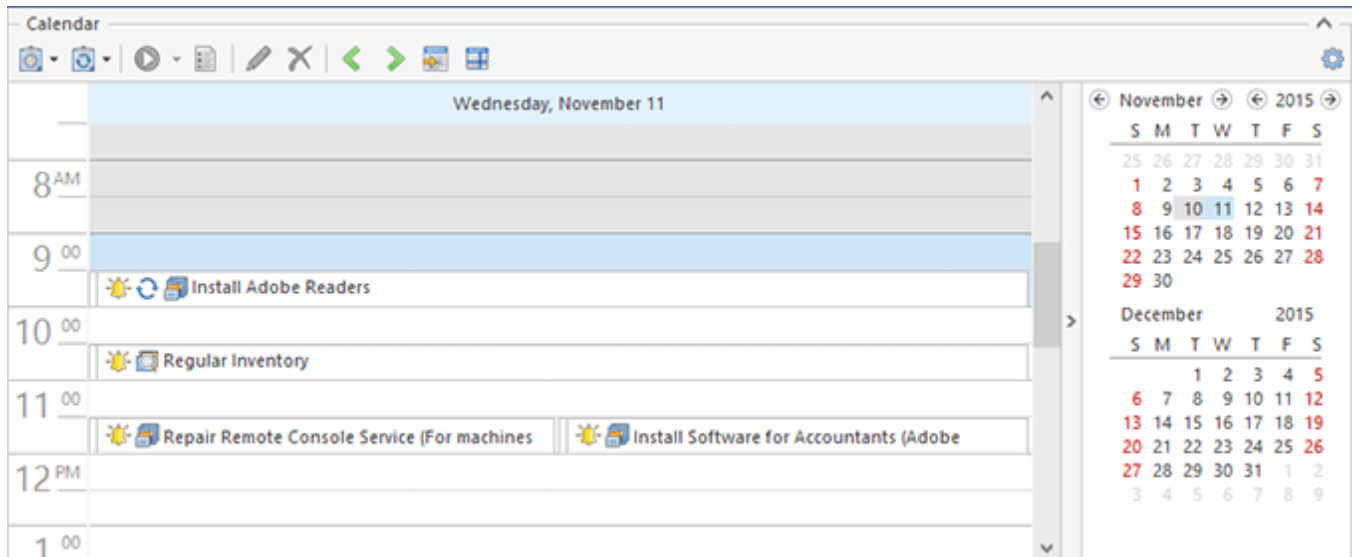 Calendar
Wednesday, November 11
8 AM
9 00
Install Adobe Readers
10 00
Regular Inventory
11 00
Repair Remote Console Service (For machines
Install Software for Accountants (Adobe
12 PM
1 00
November 2015
S M T W T F S
25 26 27 28 29 30 31
1 2 3 4 5 6 7
8 9 10 11 12 13 14
15 16 17 18 19 20 21
22 23 24 25 26 27 28
29 30
December 2015
S M T W T F S
1 2 3 4 5
6 7 8 9 10 11 12
13 14 15 16 17 18 19
20 21 22 23 24 25 26
27 28 29 30 31 1 2
3 4 5 6 7 8 9